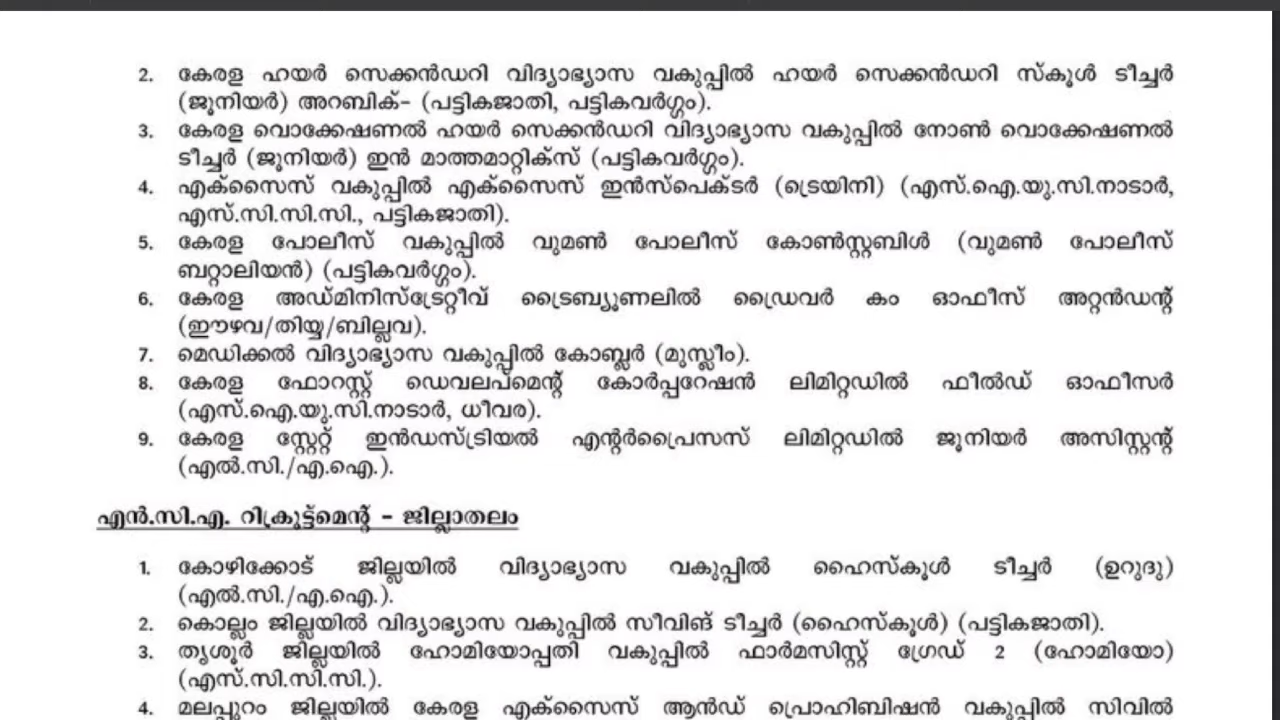 2. കേരള ഹയർ സെക്കൻഡറി വിദ്യാഭ്യാസ വകുപ്പിൽ ഹയർ സെക്കൻഡറി സ്കൂൾ ടീച്ചർ
(ജൂനിയർ) അറബിക്- (പട്ടികജാതി, പട്ടികവർഗ്ഗം).
3. കേരള വൊക്കേഷണൽ ഹയർ സെക്കൻഡറി വിദ്യാഭ്യാസ വകുപ്പിൽ നോൺ വൊക്കേഷണൽ
ടീച്ചർ (ജൂനിയർ) ഇൻ മാത്തമാറ്റിക്സ് (പട്ടികവർഗ്ഗം).
4. എക്സൈസ് വകുപ്പിൽ എക്സൈസ് ഇൻസ്പെക്ടർ (ട്രെയിനി) (എസ്.ഐ.യു.സി.നാടാർ,
എസ്.സി.സി.സി., പട്ടികജാതി).
5. കേരള പോലീസ് വകുപ്പിൽ വുമൺ പോലീസ് കോൺസ്റ്റബിൾ (വുമൺ പോലീസ്
ബറ്റാലിയൻ) (പട്ടികവർഗ്ഗം).
6. കേരള അഡ്മിനിസ്ട്രേറ്റീവ് ട്രൈബ്യൂണലിൽ ഡ്രൈവർ കം ഓഫീസ് അറ്റൻഡന്റ്
(ഈഴവ/തിയ്യ/ബില്ലവ).
7. മെഡിക്കൽ വിദ്യാഭ്യാസ വകുപ്പിൽ കോബ്ലർ (മുസ്ലീം).
8. കേരള ഫോറസ്റ്റ് ഡെവലപ്മെന്റ് കോർപ്പറേഷൻ ലിമിറ്റഡിൽ ഫീൽഡ് ഓഫീസർ
(എസ്.ഐ.യു.സി.നാടാർ, ധീവര).
9. കേരള സ്റ്റേറ്റ് ഇൻഡസ്ട്രിയൽ എന്റർപ്രൈസസ് ലിമിറ്റഡിൽ ജൂനിയർ അസിസ്റ്റന്റ്
(എൽ.സി./എ.ഐ.).
എൻ.സി.എ. റിക്രൂട്ട്മെന്റ് – ജില്ലാതലം
1. കോഴിക്കോട് ജില്ലയിൽ വിദ്യാഭ്യാസ വകുപ്പിൽ ഹൈസ്കൂൾ ടീച്ചർ (ഉറുദു)
(എൽ.സി./എ.ഐ.).
2. കൊല്ലം ജില്ലയിൽ വിദ്യാഭ്യാസ വകുപ്പിൽ സീവിങ് ടീച്ചർ (ഹൈസ്കൂൾ) (പട്ടികജാതി).
3. തൃശൂർ ജില്ലയിൽ ഹോമിയോപ്പതി വകുപ്പിൽ ഫാർമസിസ്റ്റ് ഗ്രേഡ് 2 (ഹോമിയോ)
(എസ്.സി.സി.സി.).
4. മലപ്പുറം ജില്ലയിൽ കേരള എക്സൈസ് ആൻഡ് പ്രൊഹിബിഷൻ വകുപ്പിൽ സിവിൽ